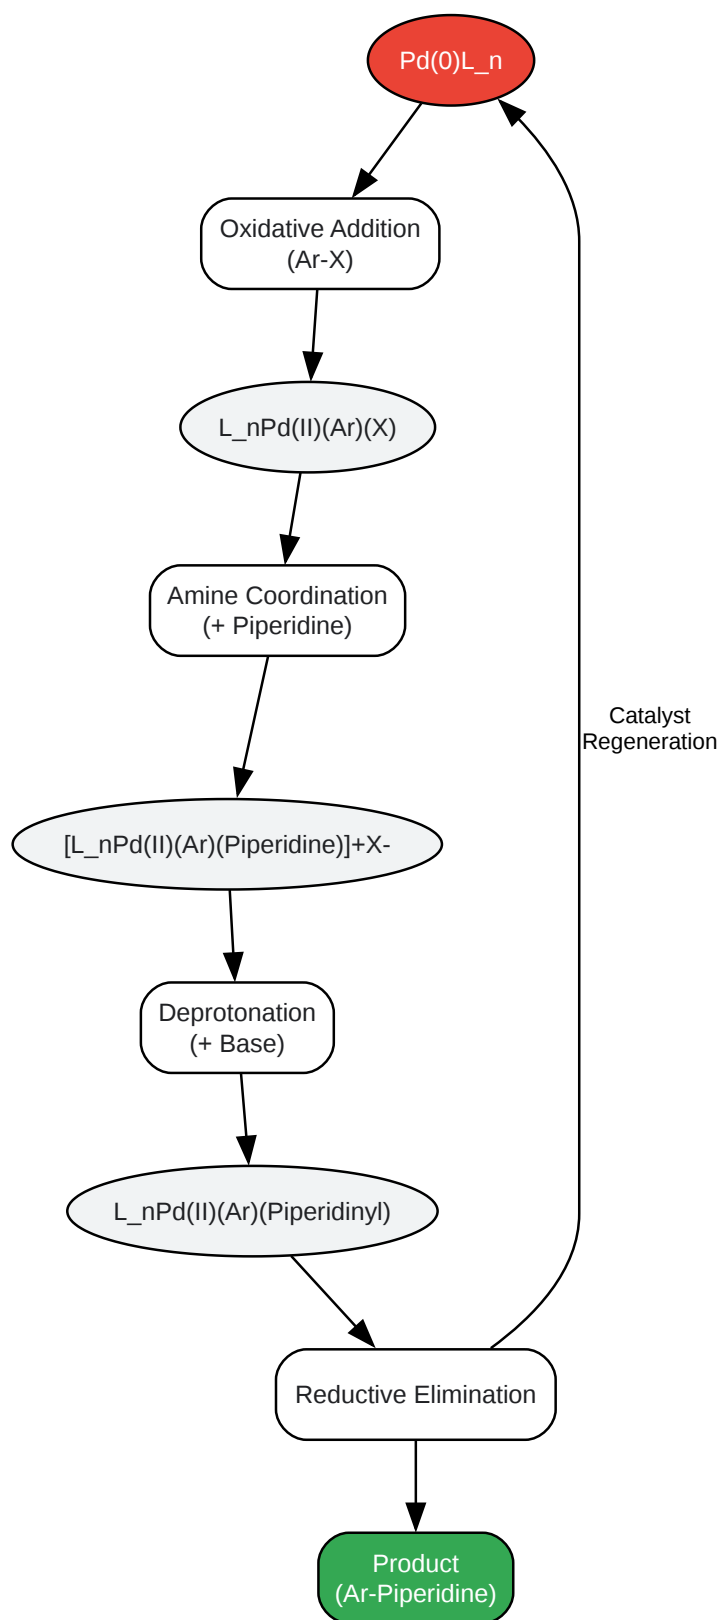 Pd(0)L_n
Oxidative Addition
(Ar-X)
L_nPd(II)(Ar)(X)
Amine Coordination
(+ Piperidine)
Catalyst
Regeneration
[L_nPd(II)(Ar)(Piperidine)]+X-
Deprotonation
(+ Base)
L_nPd(II)(Ar)(Piperidinyl)
Reductive Elimination
Product
(Ar-Piperidine)